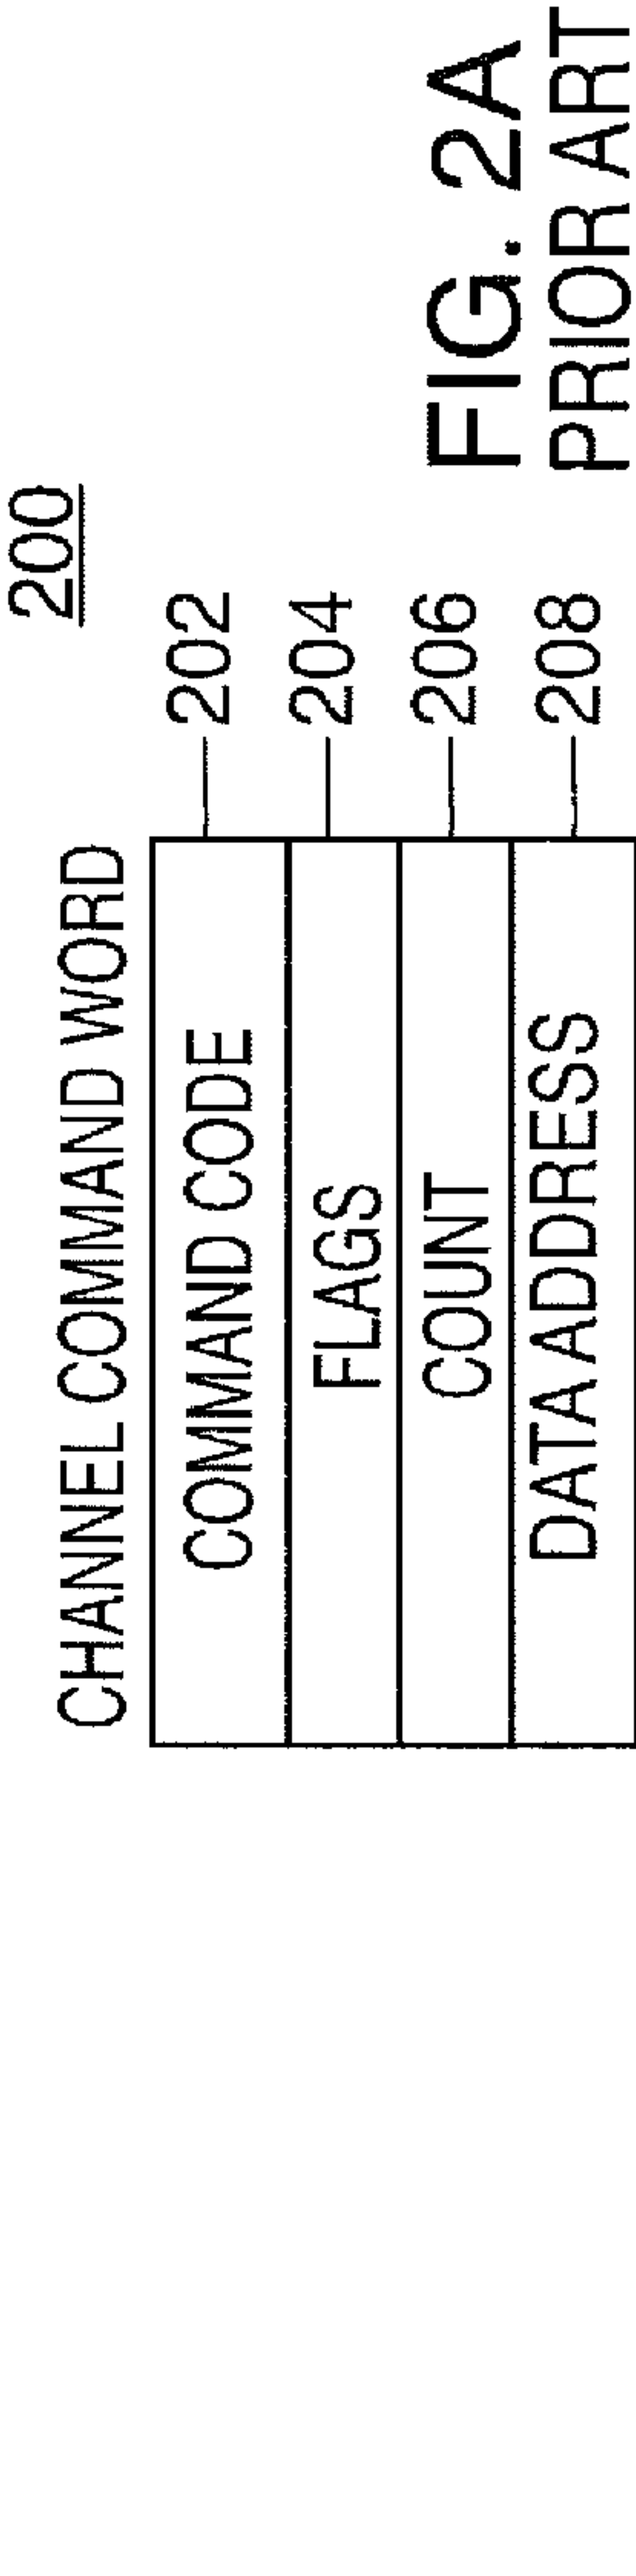 200
CHANNEL COMMAND WORD
COMMAND CODE
202
FLAGS
204
COUNT
206
DATA ADDRESS
208
FIG. 2A
PRIOR ART